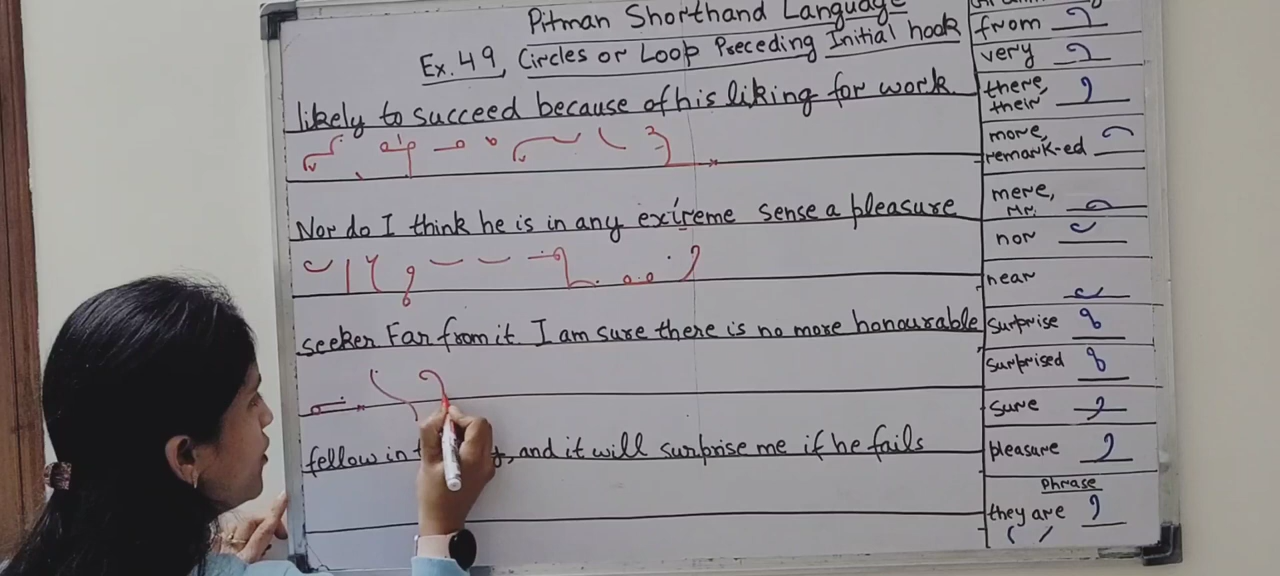 Pitman Shorthand Language
Ex.49, Circles or Loop Preceding Initial hook
likely to succeed because of his liking for work
Nor do I think he is in any extreme sense a pleasure
seeker Far from it. I am sure there is no more honourable
fellow in, and it will surprise me if he fails
from
very
there,
their
more,
remark-ed
mere,
Mr.
nor
near
surprise
surprised
sure
pleasure
Phrase
they are